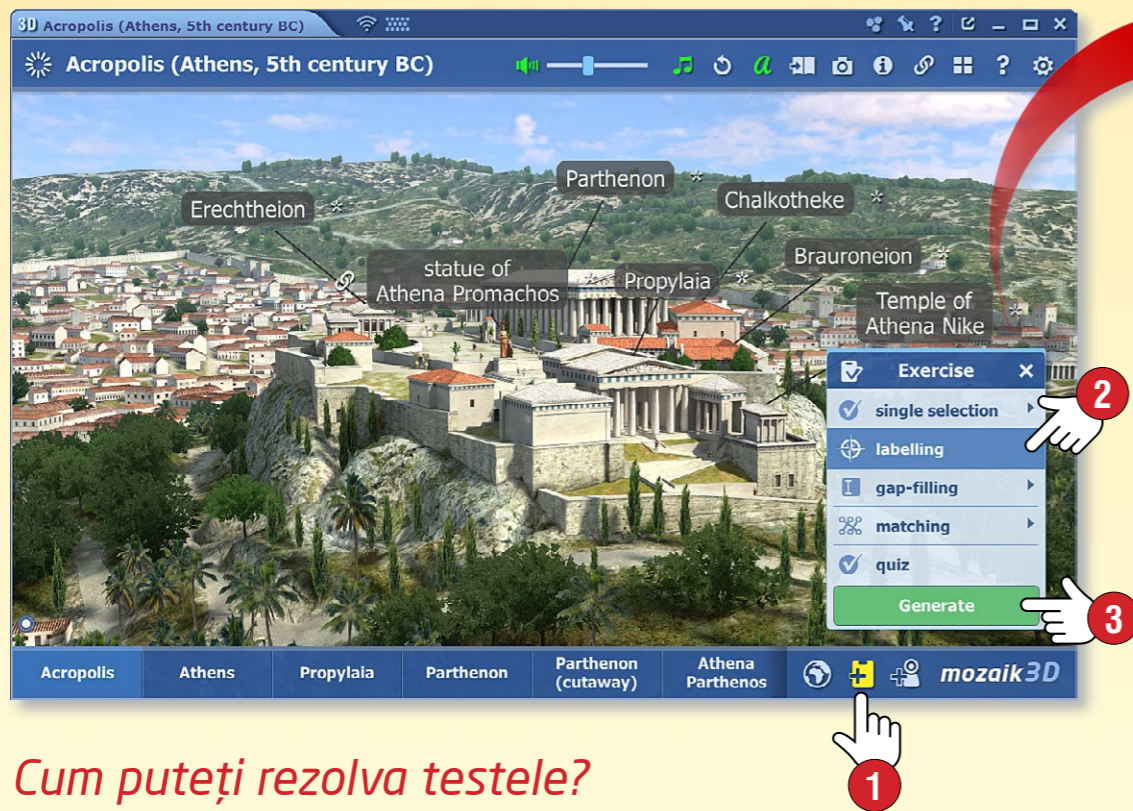 3D Acropolis (Athens, 5th century BC)
Acropolis (Athens, 5th century BC)
Parthenon
Chalkotheke
Erechtheion
Brauroneion
statue of
Athena Promachos
Propylaia
Temple of
Athena Nike
Exercise
single selection
labelling
gap-filling
matching
quiz
Generate
2
3
Acropolis
Athens
Propylaia
Parthenon
Parthenon
(cutaway)
Athena
Parthenos
mozaik3D
1
Cum puteți rezolva testele?